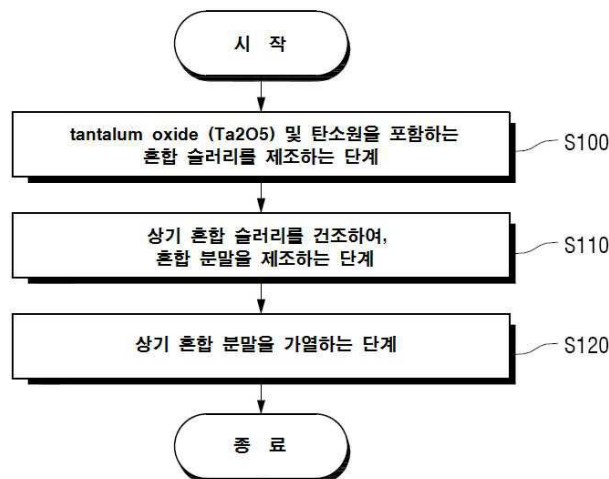 시 작
tantalum oxide (Ta2O5) 및 탄소원을 포함하는
혼합 슬러리를 제조하는 단계
S100
상기 혼합 슬러리를 건조하여,
혼합 분말을 제조하는 단계
S110
상기 혼합 분말을 가열하는 단계
S120
종 료